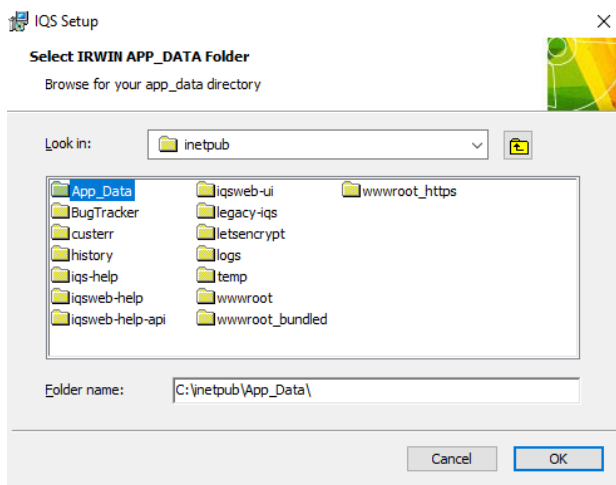 IQS Setup
Select IRWIN APP_DATA Folder
Browse for your app_data directory
Look in: inetpub
App_Data iqsweb-ui wwwroot_https
BugTracker legacy-iqs
custerr letsencrypt
history logs
iqs-help temp
iqsweb-help wwwroot
iqsweb-help-api wwwroot_bundled
Folder name: C:\inetpub\App_Data\
Cancel OK